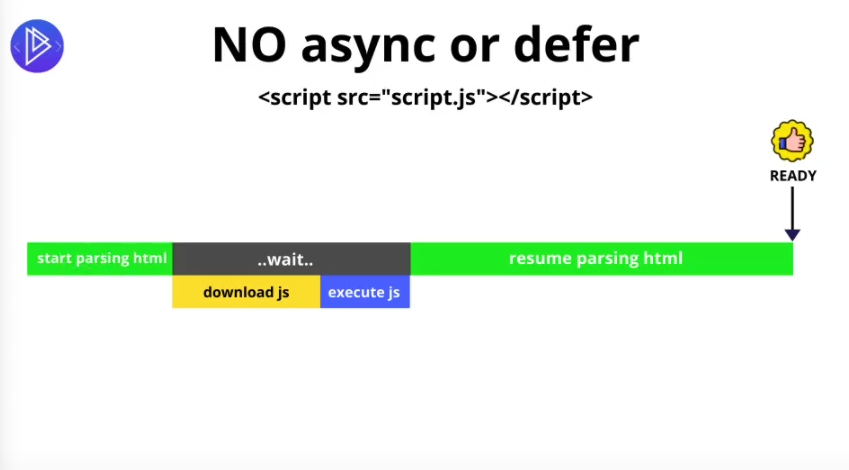 NO async or defer
<script src="script.js"></script>
READY
start parsing html
..wait..
resume parsing html
download js
execute js